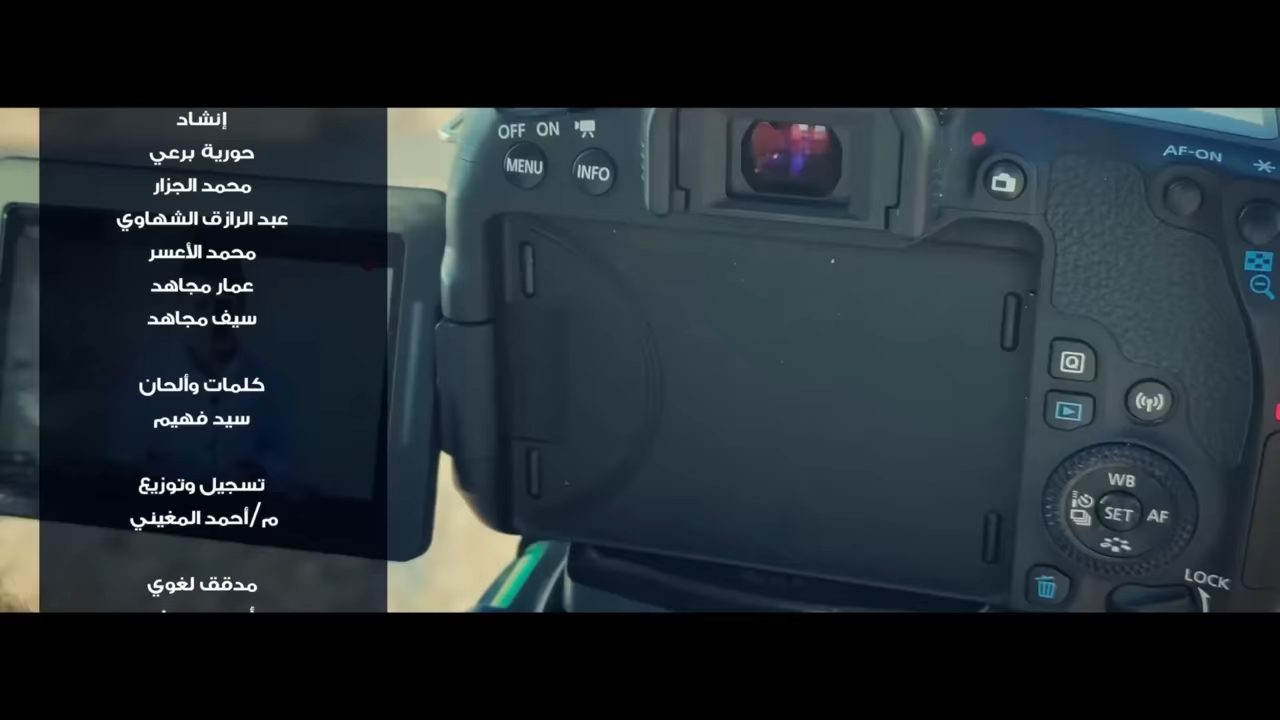 إنشاد
حورية برعي
محمد الجزار
عبد الرازق الشهاوي
محمد الأعسر
عمار مجاهد
سيف مجاهد
كلمات وألحان
سيد فهيم
تسجيل وتوزيع
م/أحمد المغيني
مدقق لغوي
OFF ON
MENU INFO
AF-ON
Q
WB
SET AF
LOCK